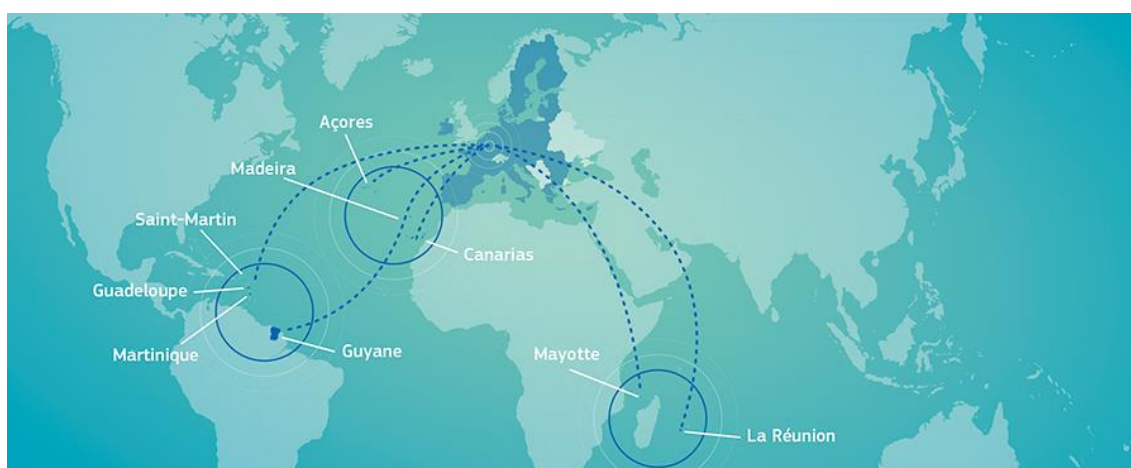 Açores
Madeira
Saint-Martin
Canarias
Guadeloupe
Guyane
Martinique
Mayotte
La Réunion